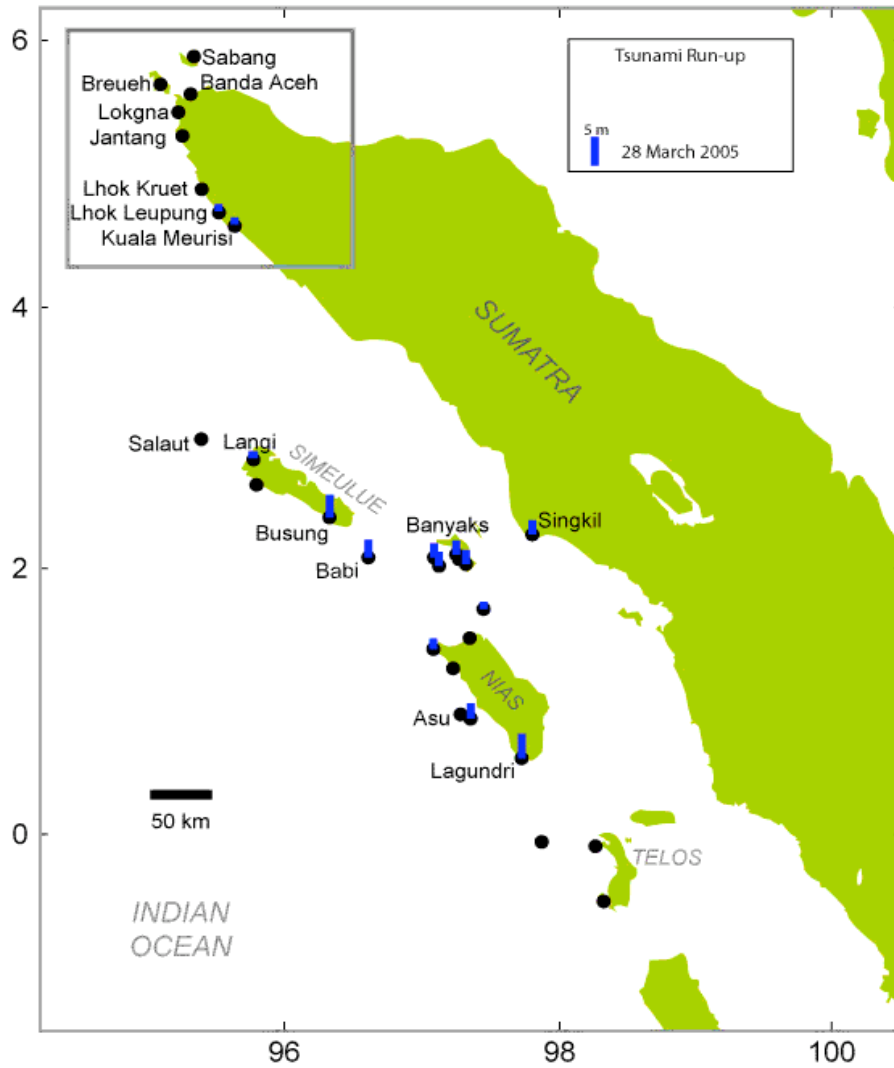 6
Sabang
Breueh
Banda Aceh
Lokgna
Jantang
Lhok Kruet
Lhok Leupung
Kuala Meurisi
Tsunami Run-up
5 m
28 March 2005
4
SUMATRA
Salaut
Langi
SIMEULUE
Busung
Banyaks
Singkil
Babi
2
NIAS
Asu
Lagundri
50 km
0
TELOS
INDIAN
OCEAN
96
98
100